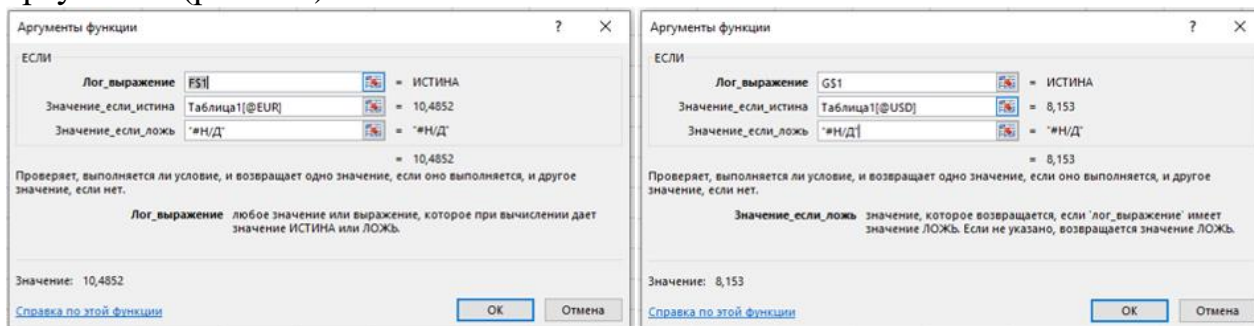 Аргументы функции ? ×
ЕСЛИ
Лог_выражение F$1 = ИСТИНА
Значение_если_истина Таблица1[@EUR] = 10,4852
Значение_если_ложь "#Н/Д" = "#Н/Д"
= 10,4852
Проверяет, выполняется ли условие, и возвращает одно значение, если оно выполняется, и другое
значение, если нет.
Лог_выражение любое значение или выражение, которое при вычислении дает
значение ИСТИНА или ЛОЖЬ.
Значение: 10,4852
Справка по этой функции ОК Отмена
Аргументы функции ? ×
ЕСЛИ
Лог_выражение G$1 = ИСТИНА
Значение_если_истина Таблица1[@USD] = 8,153
Значение_если_ложь "#Н/Д" = "#Н/Д"
= 8,153
Проверяет, выполняется ли условие, и возвращает одно значение, если оно выполняется, и другое
значение, если нет.
Значение_если_ложь значение, которое возвращается, если 'лог_выражение' имеет
значение ЛОЖЬ. Если не указано, возвращается значение ЛОЖЬ.
Значение: 8,153
Справка по этой функции ОК Отмена